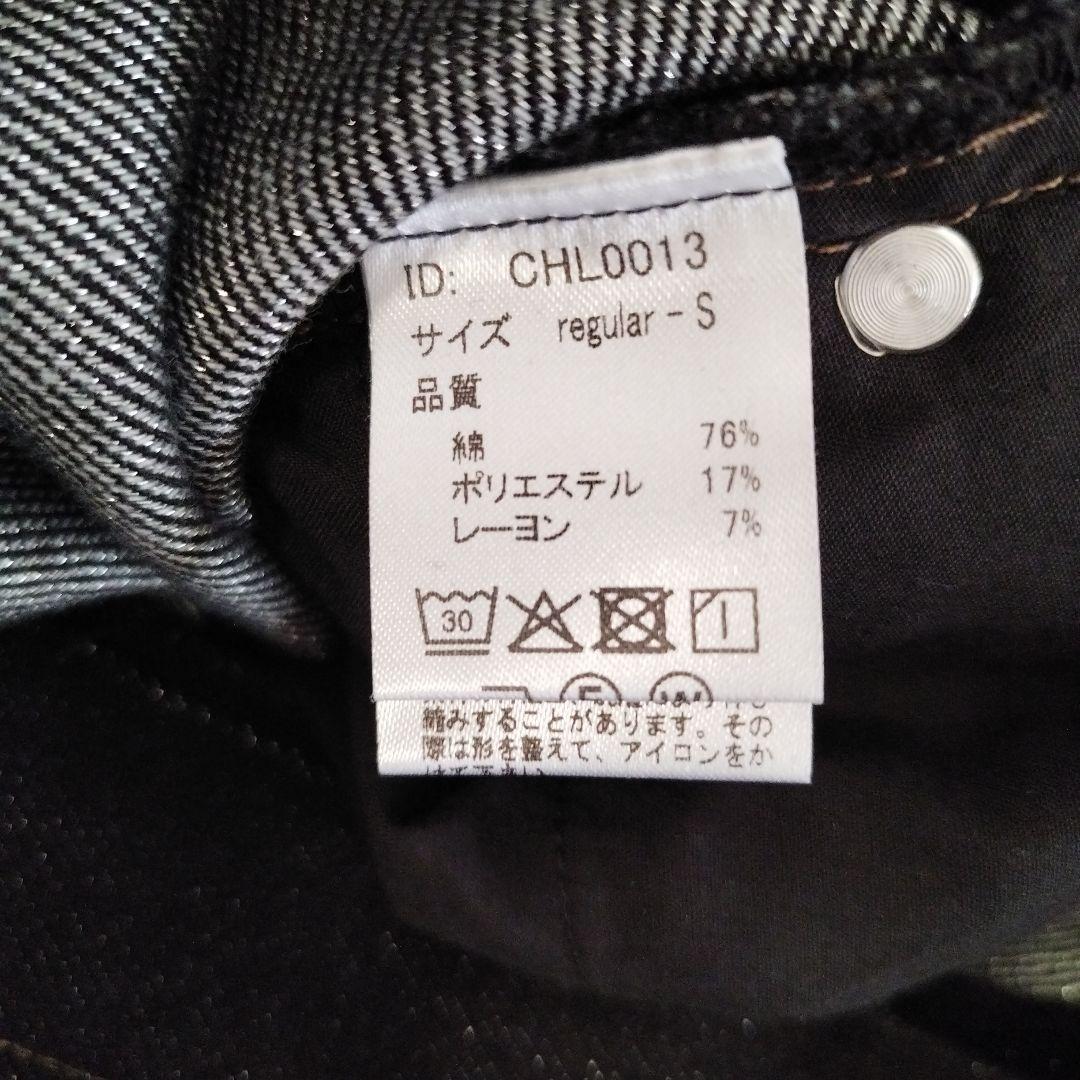 ID: CHL0013
サイズ regular-S
品質
綿 76%
ポリエステル 17%
レーヨン 7%
30
縮みすることがあります。その
際は形を整えて、アイロンをか